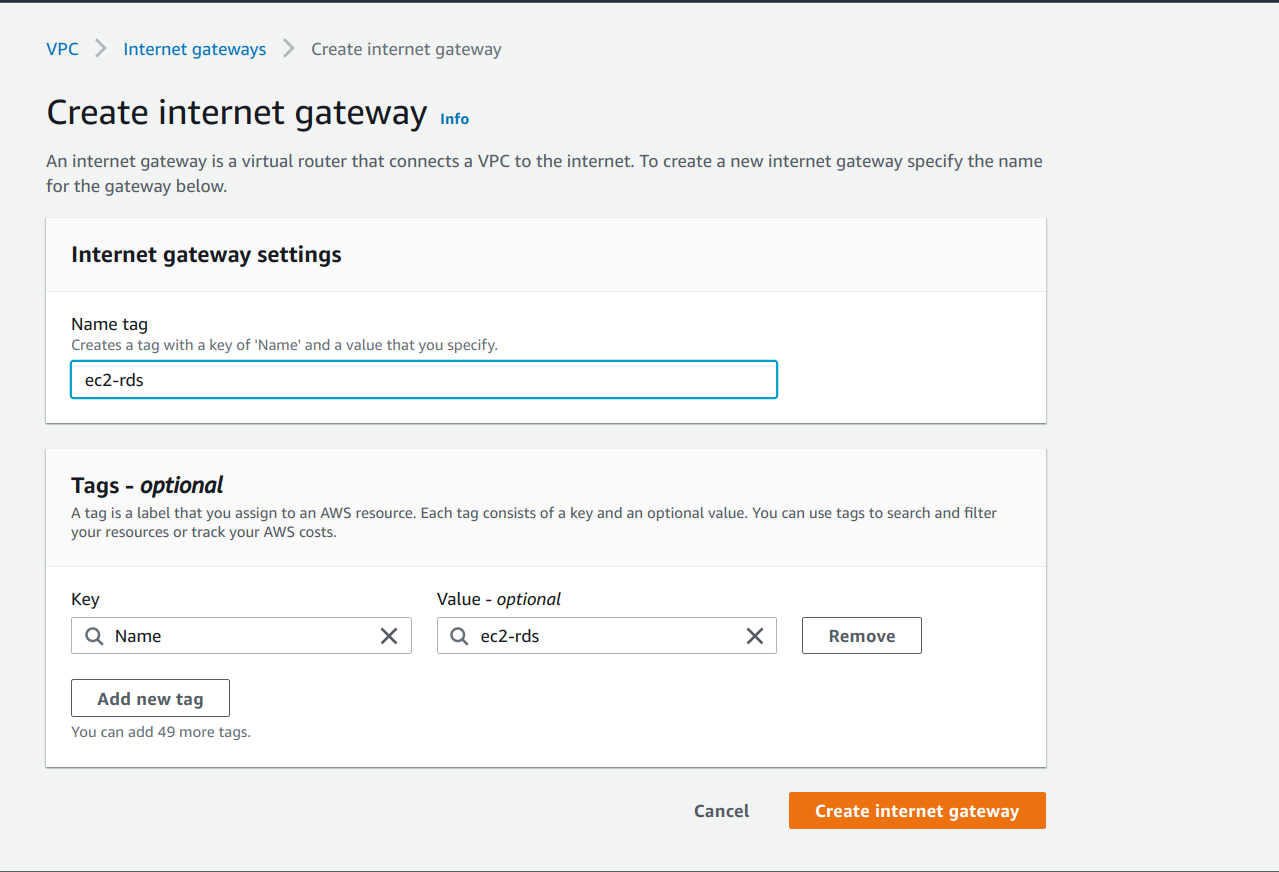 VPC > Internet gateways > Create internet gateway
Create internet gateway Info
An internet gateway is a virtual router that connects a VPC to the internet. To create a new internet gateway specify the name
for the gateway below.
Internet gateway settings
Name tag
Creates a tag with a key of 'Name' and a value that you specify.
ec2-rds
Tags - optional
A tag is a label that you assign to an AWS resource. Each tag consists of a key and an optional value. You can use tags to search and filter
your resources or track your AWS costs.
Key Value - optional
Name ec2-rds Remove
Add new tag
You can add 49 more tags.
Cancel Create internet gateway